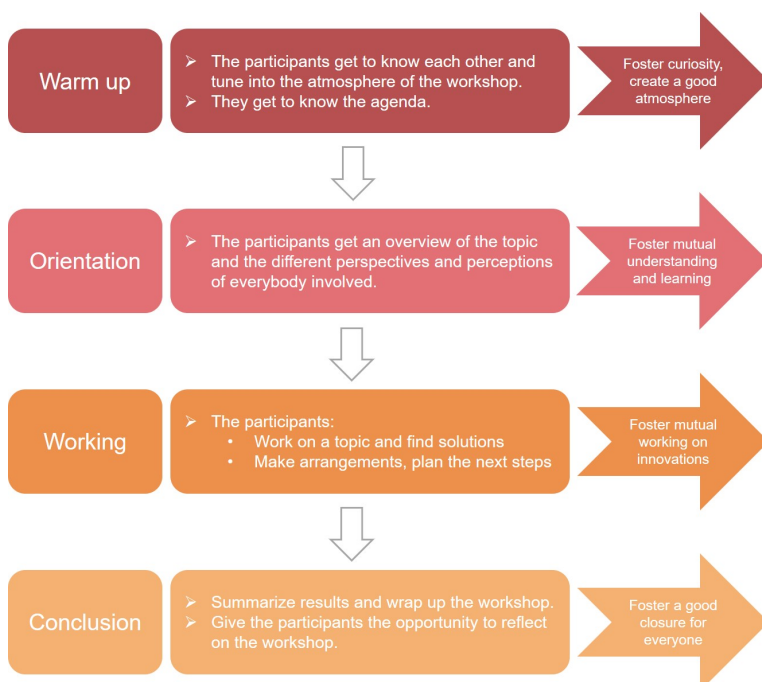 Warm up
➢ The participants get to know each other and
tune into the atmosphere of the workshop.
➢ They get to know the agenda.
Foster curiosity,
create a good
atmosphere
Orientation
➢ The participants get an overview of the topic
and the different perspectives and perceptions
of everybody involved.
Foster mutual
understanding
and learning
Working
➢ The participants:
• Work on a topic and find solutions
• Make arrangements, plan the next steps
Foster mutual
working on
innovations
Conclusion
➢ Summarize results and wrap up the workshop.
➢ Give the participants the opportunity to reflect
on the workshop.
Foster a good
closure for
everyone